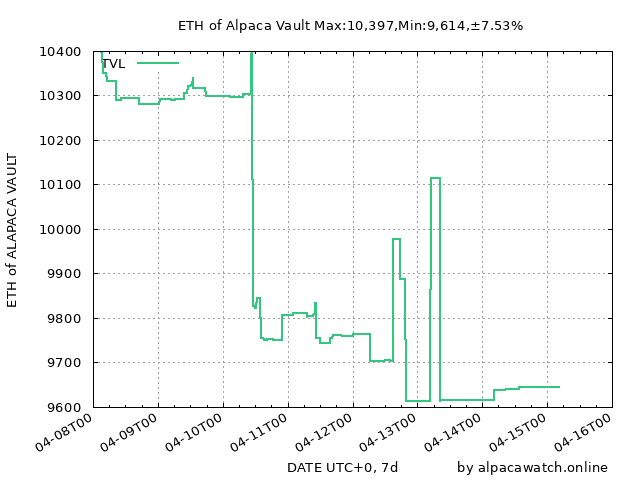 ETH of Alpaca Vault Max:10,397,Min:9,614,±7.53%
TVL
10400
10300
10200
10100
10000
9900
9800
9700
9600
ETH of ALAPACA VAULT
04-08T00
04-09T00
04-10T00
04-11T00
04-12T00
04-13T00
04-14T00
04-15T00
04-16T00
DATE UTC+0, 7d
by alpacawatch.online